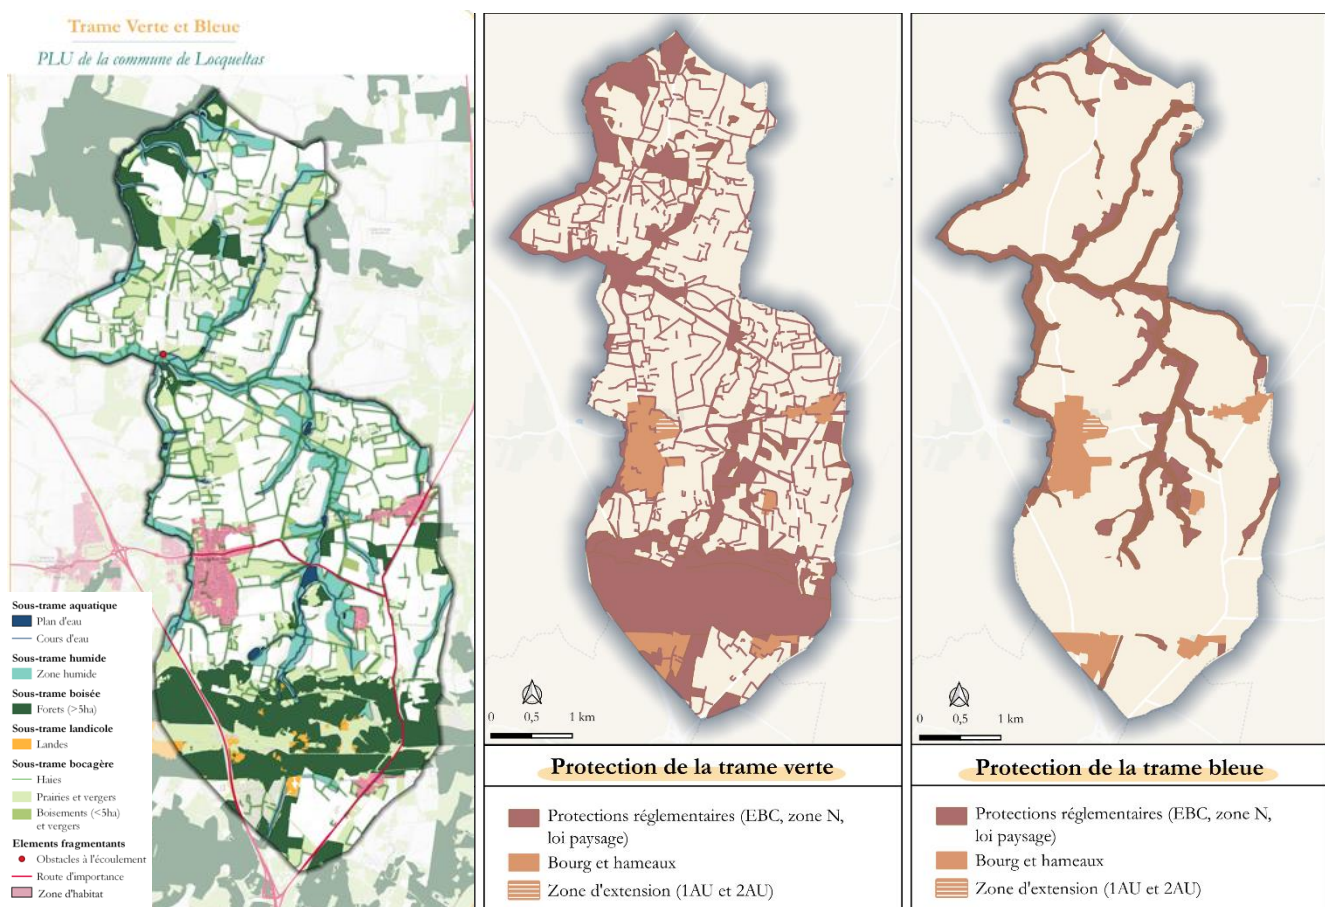 Trame Verte et Bleue
PLU de la commune de Locqueltas
Sous-trame aquatique
Plan d'eau
Cours d'eau
Sous-trame humide
Zone humide
Sous-trame boisée
Forets (>5ha)
Sous-trame landicole
Landes
Sous-trame bocagère
Haies
Prairies et vergers
Boisements (<5ha)
et vergers
Elements fragmentants
Obstacles à l'écoulement
Route d'importance
Zone d'habitat
0 0,5 1 km
Protection de la trame verte
Protections réglementaires (EBC, zone N,
loi paysage)
Bourg et hameaux
Zone d'extension (1AU et 2AU)
0 0,5 1 km
Protection de la trame bleue
Protections réglementaires (EBC, zone N,
loi paysage)
Bourg et hameaux
Zone d'extension (1AU et 2AU)